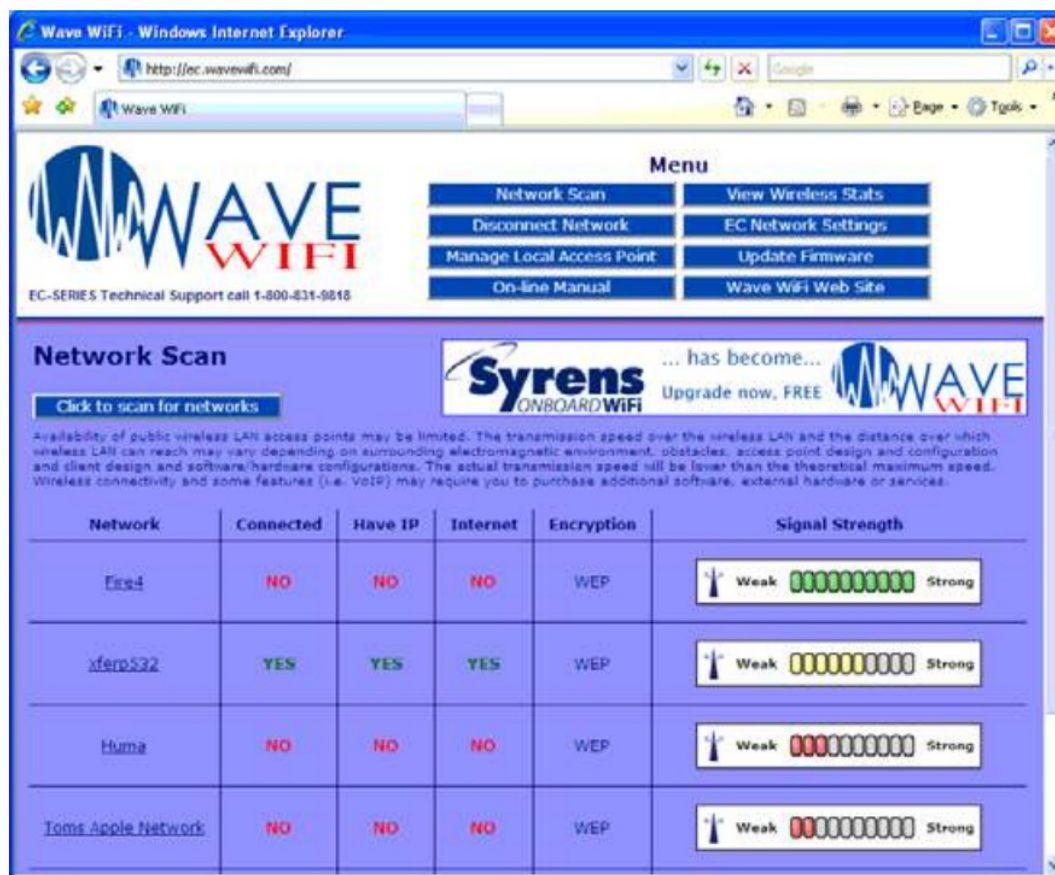 Wave WiFi - Windows Internet Explorer
http://ec.wavewifi.com/
Google
Wave WiFi
Page
Tools
WAVE
WIFI
EC-SERIES Technical Support call 1-800-831-9818
Menu
Network Scan View Wireless Stats
Disconnect Network EC Network Settings
Manage Local Access Point Update Firmware
On-line Manual Wave WiFi Web Site
Network Scan
Click to scan for networks
Syrens
ONBOARD WiFi
... has become...
Upgrade now, FREE
WAVE
WIFI
Availability of public wireless LAN access points may be limited. The transmission speed over the wireless LAN and the distance over which
wireless LAN can reach may vary depending on surrounding electromagnetic environment, obstacles, access point design and configuration
and client design and software/hardware configurations. The actual transmission speed will be lower than the theoretical maximum speed.
Wireless connectivity and some features (i.e. VoIP) may require you to purchase additional software, external hardware or services.
Network Connected Have IP Internet Encryption Signal Strength
Fire4 NO NO NO WEP Weak Strong
xferp532 YES YES YES WEP Weak Strong
Huma NO NO NO WEP Weak Strong
Toms Apple Network NO NO NO WEP Weak Strong